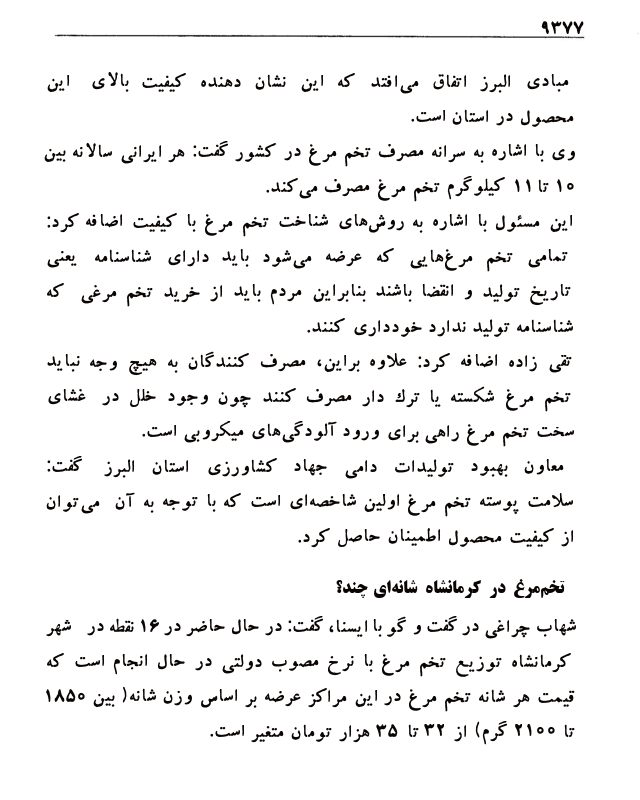 ۹۳۷۷
مبادی البرز اتفاق می‌افتد که این نشان دهنده کیفیت بالای این
محصول در استان است.
وی با اشاره به سرانه مصرف تخم مرغ در کشور گفت: هر ایرانی سالانه بین
۱۰ تا ۱۱ کیلوگرم تخم مرغ مصرف می‌کند.
این مسئول با اشاره به روش‌های شناخت تخم مرغ با کیفیت اضافه کرد:
تمامی تخم مرغ‌هایی که عرضه می‌شود باید دارای شناسنامه یعنی
تاریخ تولید و انقضا باشند بنابراین مردم باید از خرید تخم مرغی که
شناسنامه تولید ندارد خودداری کنند.
تقی زاده اضافه کرد: علاوه براین، مصرف کنندگان به هیچ وجه نباید
تخم مرغ شکسته یا ترك دار مصرف کنند چون وجود خلل در غشای
سخت تخم مرغ راهی برای ورود آلودگی‌های میکروبی است.
معاون بهبود تولیدات دامی جهاد کشاورزی استان البرز گفت:
سلامت پوسته تخم مرغ اولین شاخصه‌ای است که با توجه به آن می‌توان
از کیفیت محصول اطمینان حاصل کرد.
تخم‌مرغ در کرمانشاه شانه‌ای چند؟
شهاب چراغی در گفت و گو با ایسنا، گفت: در حال حاضر در ۱۶ نقطه در شهر
کرمانشاه توزیع تخم مرغ با نرخ مصوب دولتی در حال انجام است که
قیمت هر شانه تخم مرغ در این مراکز عرضه بر اساس وزن شانه( بین ۱۸۵۰
تا ۲۱۰۰ گرم) از ۳۲ تا ۳۵ هزار تومان متغیر است.